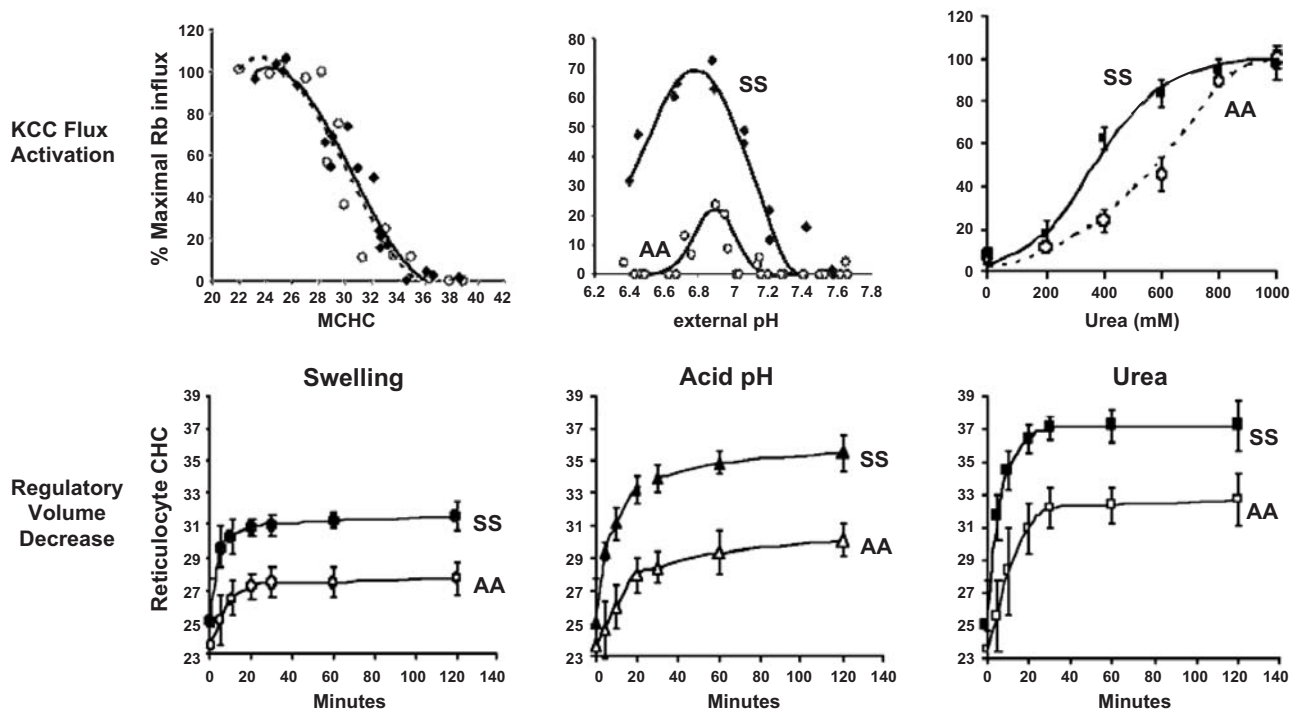 KCC Flux
Activation
% Maximal Rb influx
120
100
80
60
40
20
0
20 22 24 26 28 30 32 34 36 38 40 42
MCHC
80
70
60
50
40
30
20
10
0
SS
AA
6.2 6.4 6.6 6.8 7 7.2 7.4 7.6 7.8
external pH
120
100
80
60
40
20
0
SS
AA
0 200 400 600 800 1000
Urea (mM)
Regulatory
Volume
Decrease
Reticulocyte CHC
Swelling
39
37
35
33
31
29
27
25
23
SS
AA
0 20 40 60 80 100 120 140
Minutes
Acid pH
39
37
35
33
31
29
27
25
23
SS
AA
0 20 40 60 80 100 120 140
Minutes
Urea
39
37
35
33
31
29
27
25
23
SS
AA
0 20 40 60 80 100 120 140
Minutes